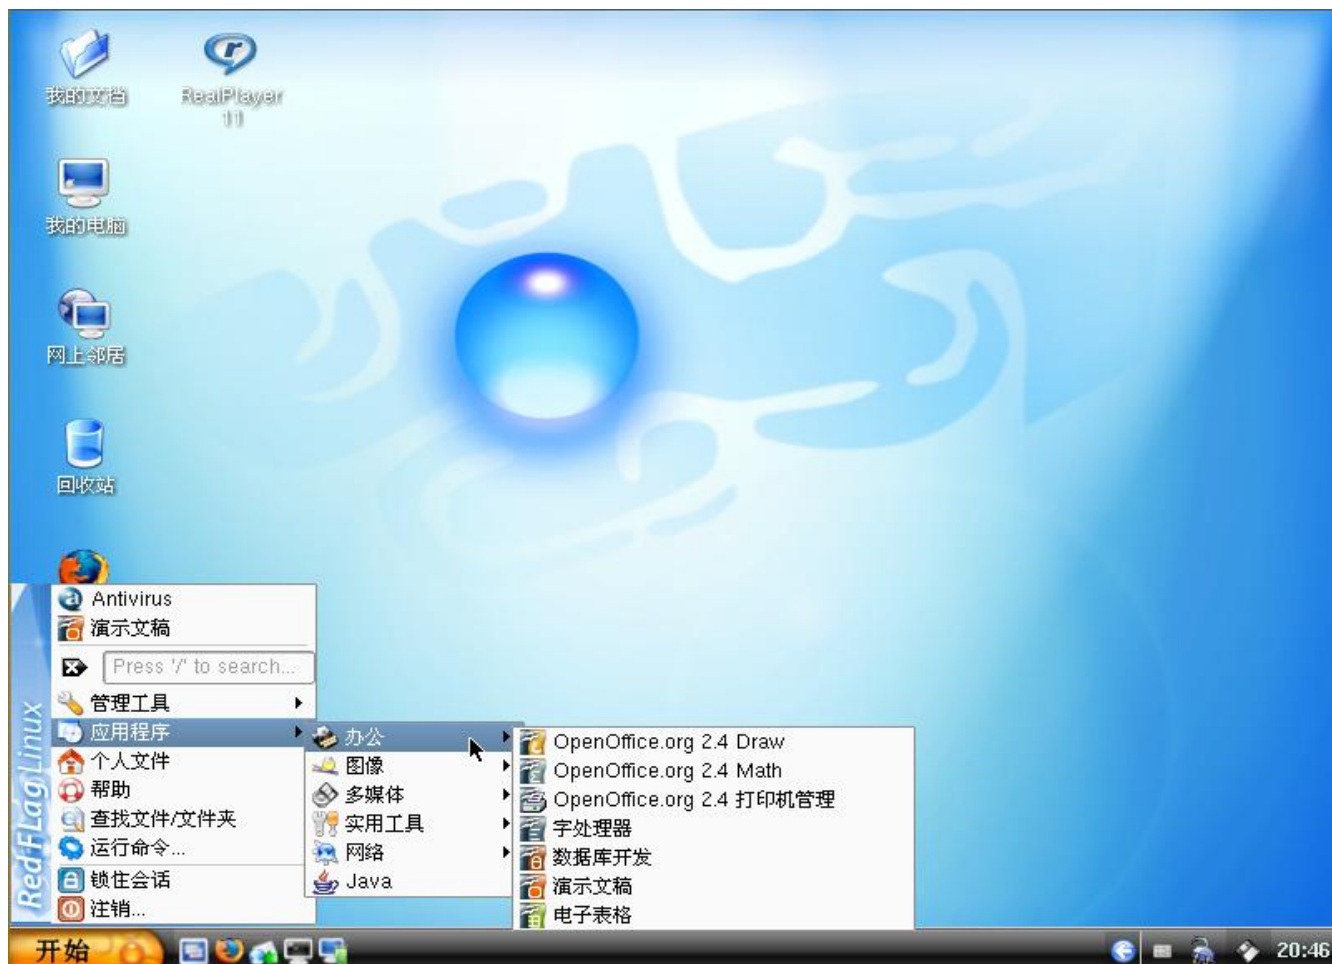 我的文档
RealPlayer
11
我的电脑
网上邻居
回收站
Antivirus
演示文稿
Press '/' to search...
管理工具
应用程序
个人文件
帮助
查找文件/文件夹
运行命令...
锁住会话
注销...
Red FLag Linux
办公
图像
多媒体
实用工具
网络
Java
OpenOffice.org 2.4 Draw
OpenOffice.org 2.4 Math
OpenOffice.org 2.4 打印机管理
字处理器
数据库开发
演示文稿
电子表格
开始
20:46